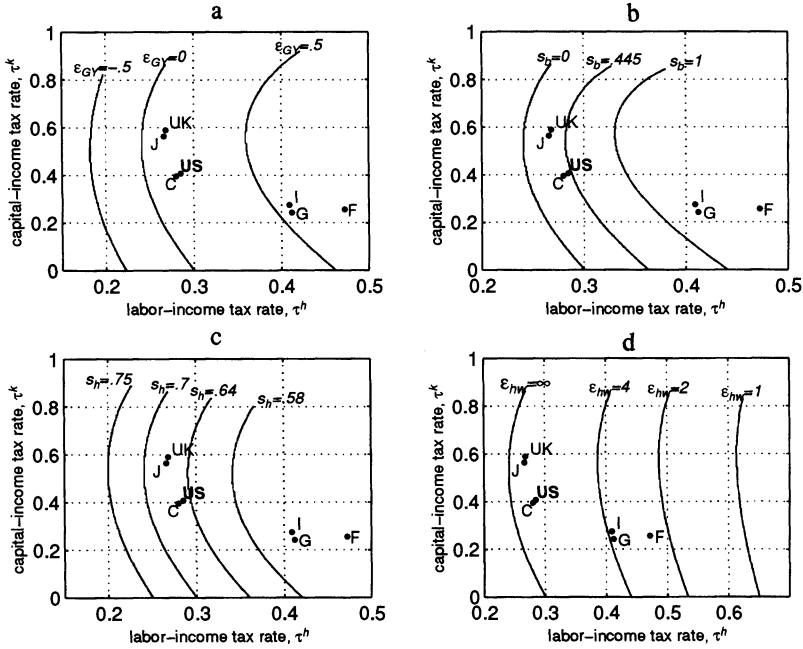 a
ε_GY=-.5
ε_GY=0
ε_GY=.5
UK
J
US
C
I
G
F
1
0.8
0.6
0.4
0.2
0
0.2
0.3
0.4
0.5
capital-income tax rate, τ^k
labor-income tax rate, τ^h
b
s_b=0
s_b=.445
s_b=1
UK
J
US
C
I
G
F
1
0.8
0.6
0.4
0.2
0
0.2
0.3
0.4
0.5
capital-income tax rate, τ^k
labor-income tax rate, τ^h
c
s_h=.75
s_h=.7
s_h=.64
s_h=.58
UK
J
US
C
I
G
F
1
0.8
0.6
0.4
0.2
0
0.2
0.3
0.4
0.5
capital-income tax rate, τ^k
labor-income tax rate, τ^h
d
ε_hw=∞
ε_hw=4
ε_hw=2
ε_hw=1
UK
J
US
C
I
G
F
1
0.8
0.6
0.4
0.2
0
0.2
0.3
0.4
0.5
0.6
capital-income tax rate, τ^k
labor-income tax rate, τ^h